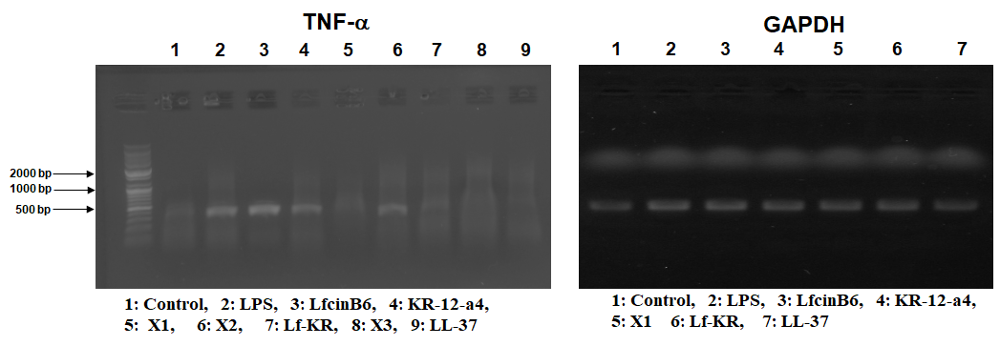 TNF-α
1 2 3 4 5 6 7 8 9
2000 bp
1000 bp
500 bp
1: Control, 2: LPS, 3: LfcinB6, 4: KR-12-a4,
5: X1, 6: X2, 7: Lf-KR, 8: X3, 9: LL-37
GAPDH
1 2 3 4 5 6 7
1: Control, 2: LPS, 3: LfcinB6, 4: KR-12-a4,
5: X1 6: Lf-KR, 7: LL-37